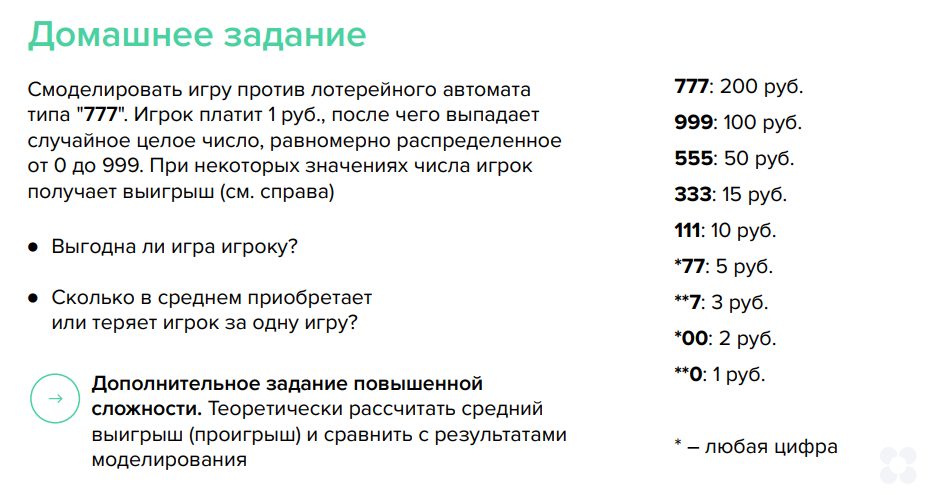 Домашнее задание
Смоделировать игру против лотерейного автомата
типа "777". Игрок платит 1 руб., после чего выпадает
случайное целое число, равномерно распределенное
от 0 до 999. При некоторых значениях числа игрок
получает выигрыш (см. справа)
● Выгодна ли игра игроку?
● Сколько в среднем приобретает
или теряет игрок за одну игру?
Дополнительное задание повышенной
сложности. Теоретически рассчитать средний
выигрыш (проигрыш) и сравнить с результатами
моделирования
777: 200 руб.
999: 100 руб.
555: 50 руб.
333: 15 руб.
111: 10 руб.
*77: 5 руб.
**7: 3 руб.
*00: 2 руб.
**0: 1 руб.
* – любая цифра